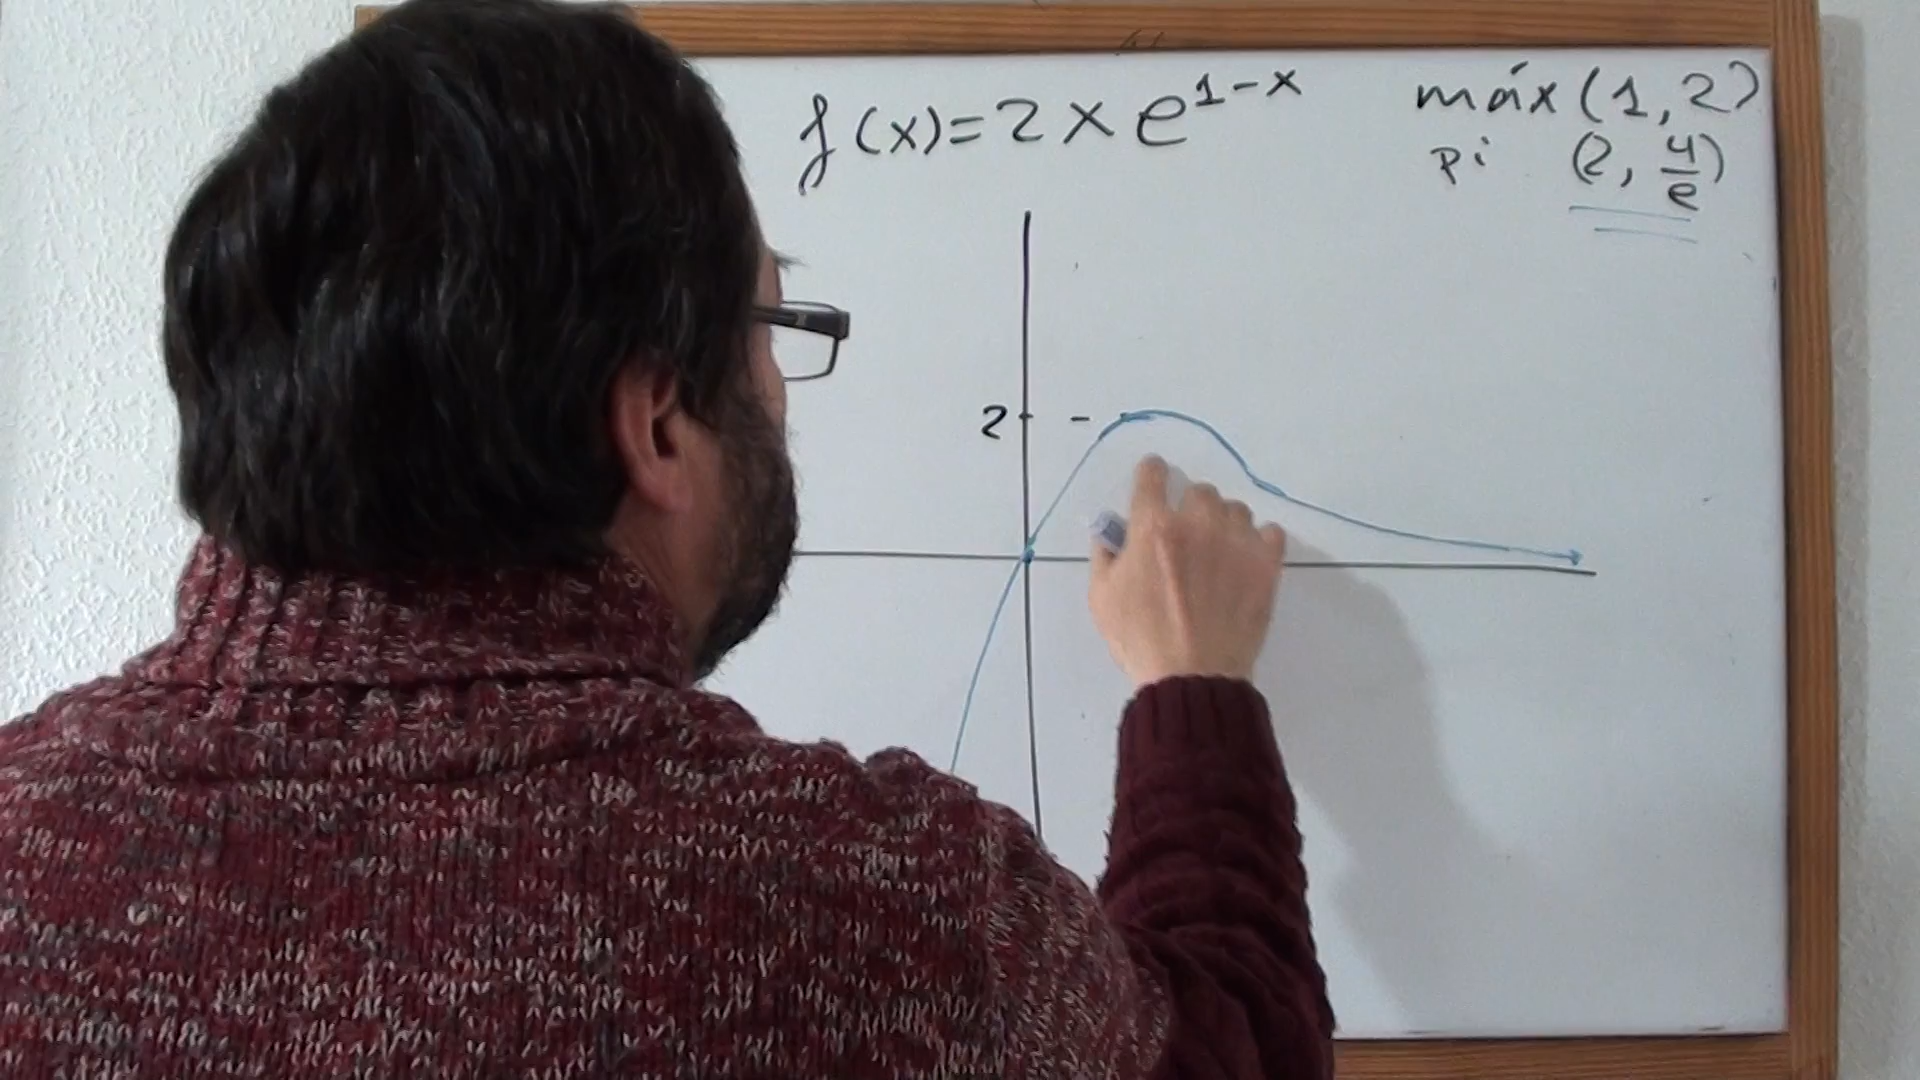 f(x)=2xe^{1-x}
máx (1,2)
pi (2, 4/e)
2 -